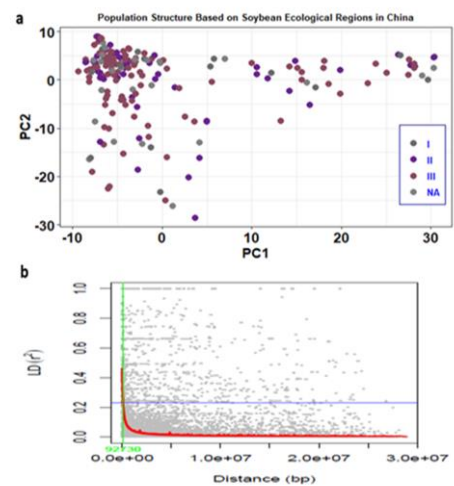 a
Population Structure Based on Soybean Ecological Regions in China
10
0
-10
-20
-30
PC2
-10 0 10 20 30
PC1
I
II
III
NA
b
1.0
0.8
0.6
0.4
0.2
0.0
LD (r²)
92730
0.0e+00 1.0e+07 2.0e+07 3.0e+07
Distance (bp)